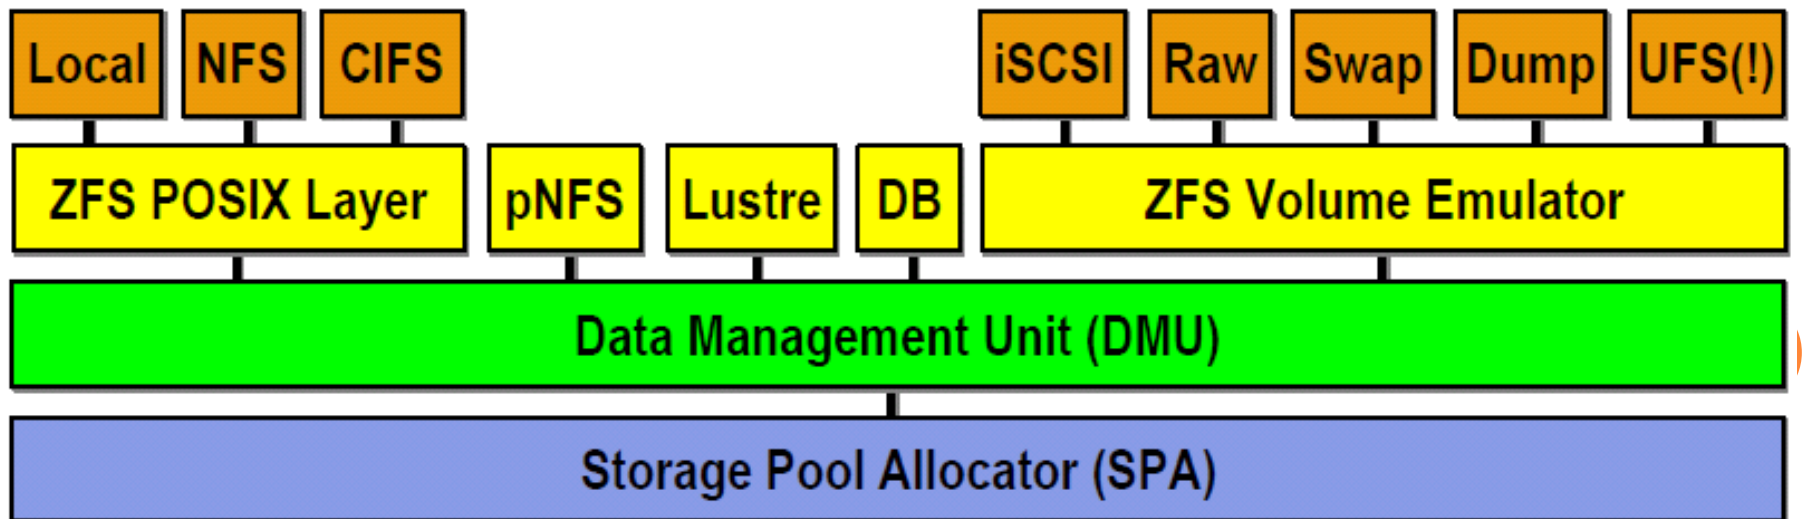 Local NFS CIFS iSCSI Raw Swap Dump UFS(!)
ZFS POSIX Layer pNFS Lustre DB ZFS Volume Emulator
Data Management Unit (DMU)
Storage Pool Allocator (SPA)